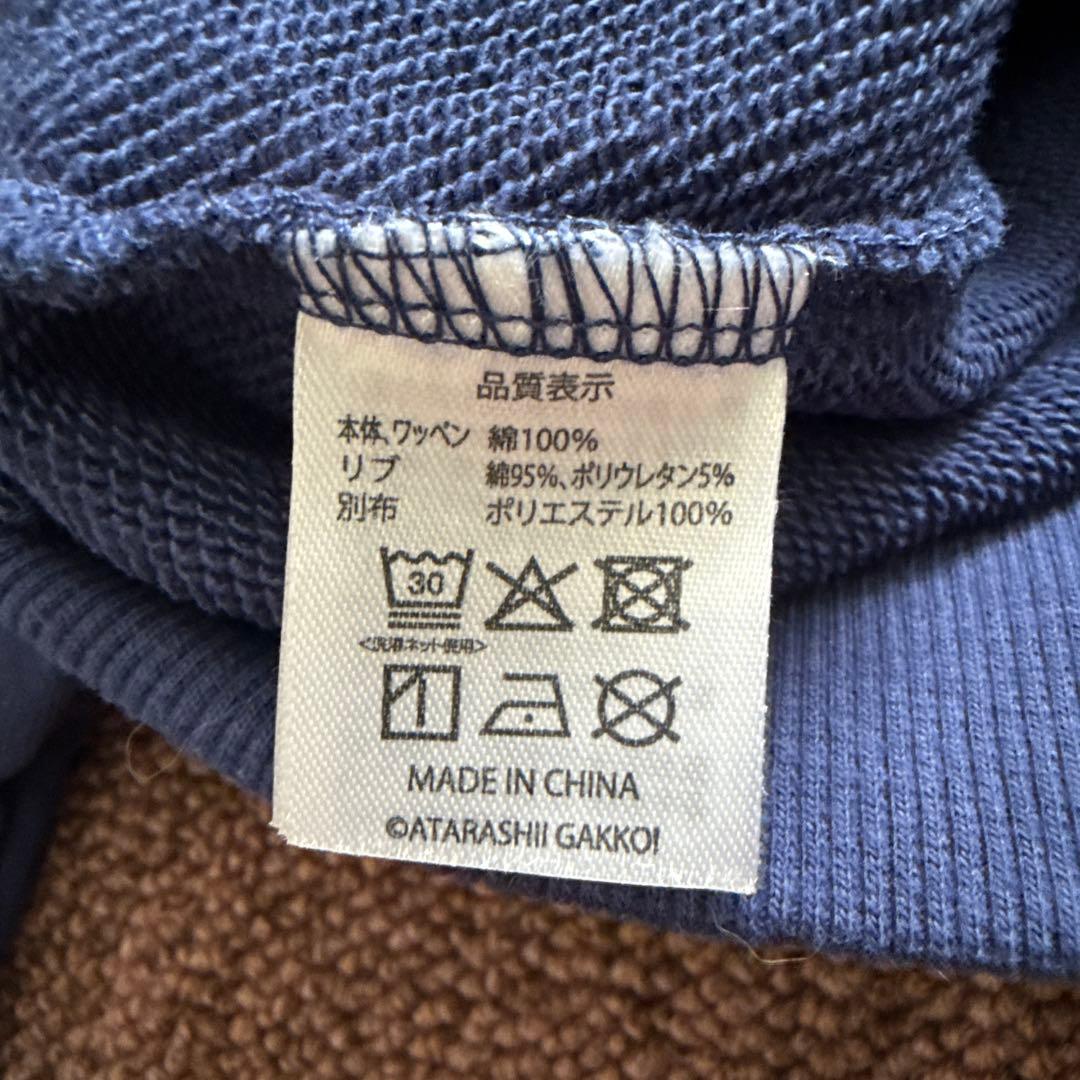 品質表示
本体、ワッペン 綿100%
リブ 綿95%、ポリウレタン5%
別布 ポリエステル100%
30
<洗濯ネット使用>
MADE IN CHINA
©ATARASHII GAKKO!